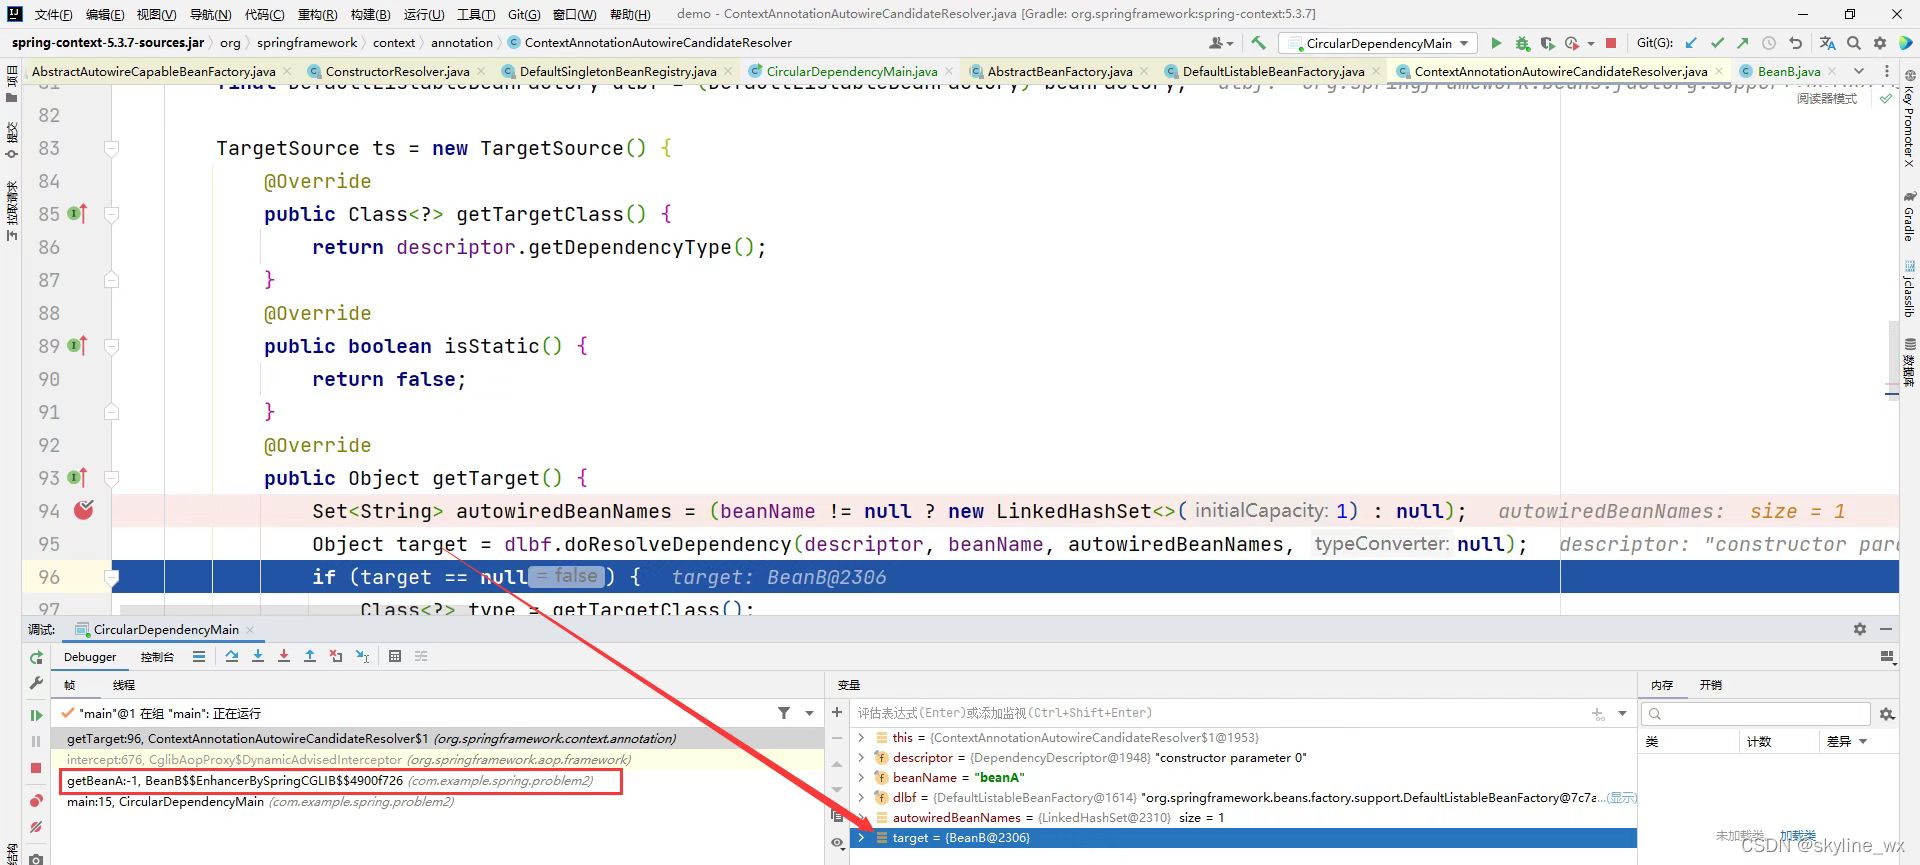 文件(F) 编辑(E) 视图(V) 导航(N) 代码(C) 重构(R) 构建(B) 运行(U) 工具(T) Git(G) 窗口(W) 帮助(H) demo - ContextAnnotationAutowireCandidateResolver.java [Gradle: org.springframework:spring-context:5.3.7]
spring-context-5.3.7-sources.jar › org › springframework › context › annotation › ContextAnnotationAutowireCandidateResolver CircularDependencyMain Git(G):
AbstractAutowireCapableBeanFactory.java × ConstructorResolver.java × DefaultSingletonBeanRegistry.java × CircularDependencyMain.java × AbstractBeanFactory.java × DefaultListableBeanFactory.java × ContextAnnotationAutowireCandidateResolver.java × BeanB.java ×
阅读器模式
82
83 TargetSource ts = new TargetSource() {
84 @Override
85 public Class<?> getTargetClass() {
86 return descriptor.getDependencyType();
87 }
88 @Override
89 public boolean isStatic() {
90 return false;
91 }
92 @Override
93 public Object getTarget() {
94 Set<String> autowiredBeanNames = (beanName != null ? new LinkedHashSet<>( initialCapacity: 1) : null); autowiredBeanNames: size = 1
95 Object target = dlbf.doResolveDependency(descriptor, beanName, autowiredBeanNames, typeConverter: null); descriptor: "constructor para
96 if (target == null = false ) { target: BeanB@2306
97 Class<?> type = getTargetClass();
项目
提交
拉取请求
结构
Key Promoter X
Gradle
jclasslib
数据库
调试: CircularDependencyMain ×
Debugger 控制台
帧 线程
"main"@1 在组 "main": 正在运行
getTarget:96, ContextAnnotationAutowireCandidateResolver$1 (org.springframework.context.annotation)
intercept:676, CglibAopProxy$DynamicAdvisedInterceptor (org.springframework.aop.framework)
getBeanA:-1, BeanB$$EnhancerBySpringCGLIB$$4900f726 (com.example.spring.problem2)
main:15, CircularDependencyMain (com.example.spring.problem2)
变量
评估表达式(Enter)或添加监视(Ctrl+Shift+Enter)
this = {ContextAnnotationAutowireCandidateResolver$1@1953}
descriptor = {DependencyDescriptor@1948} "constructor parameter 0"
beanName = "beanA"
dlbf = {DefaultListableBeanFactory@1614} "org.springframework.beans.factory.support.DefaultListableBeanFactory@7c7a...(显示)
autowiredBeanNames = {LinkedHashSet@2310} size = 1
target = {BeanB@2306}
内存 开销
类 计数 差异
未加载类。 加载类
CSDN @skyline_wx